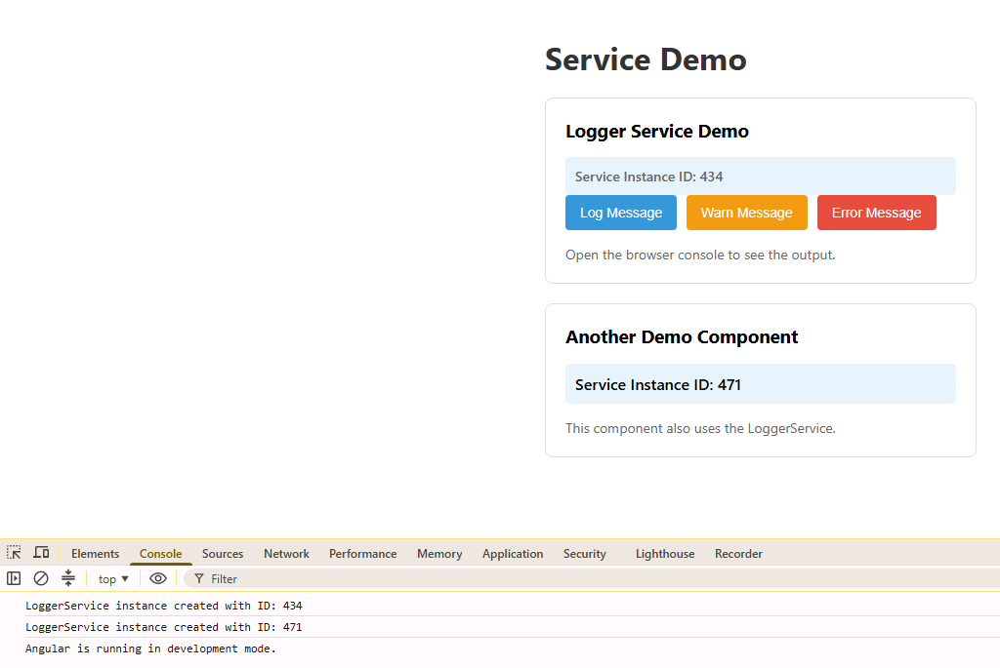 Service Demo
Logger Service Demo
Service Instance ID: 434
Log Message Warn Message Error Message
Open the browser console to see the output.
Another Demo Component
Service Instance ID: 471
This component also uses the LoggerService.
Elements Console Sources Network Performance Memory Application Security Lighthouse Recorder
top Filter
LoggerService instance created with ID: 434
LoggerService instance created with ID: 471
Angular is running in development mode.